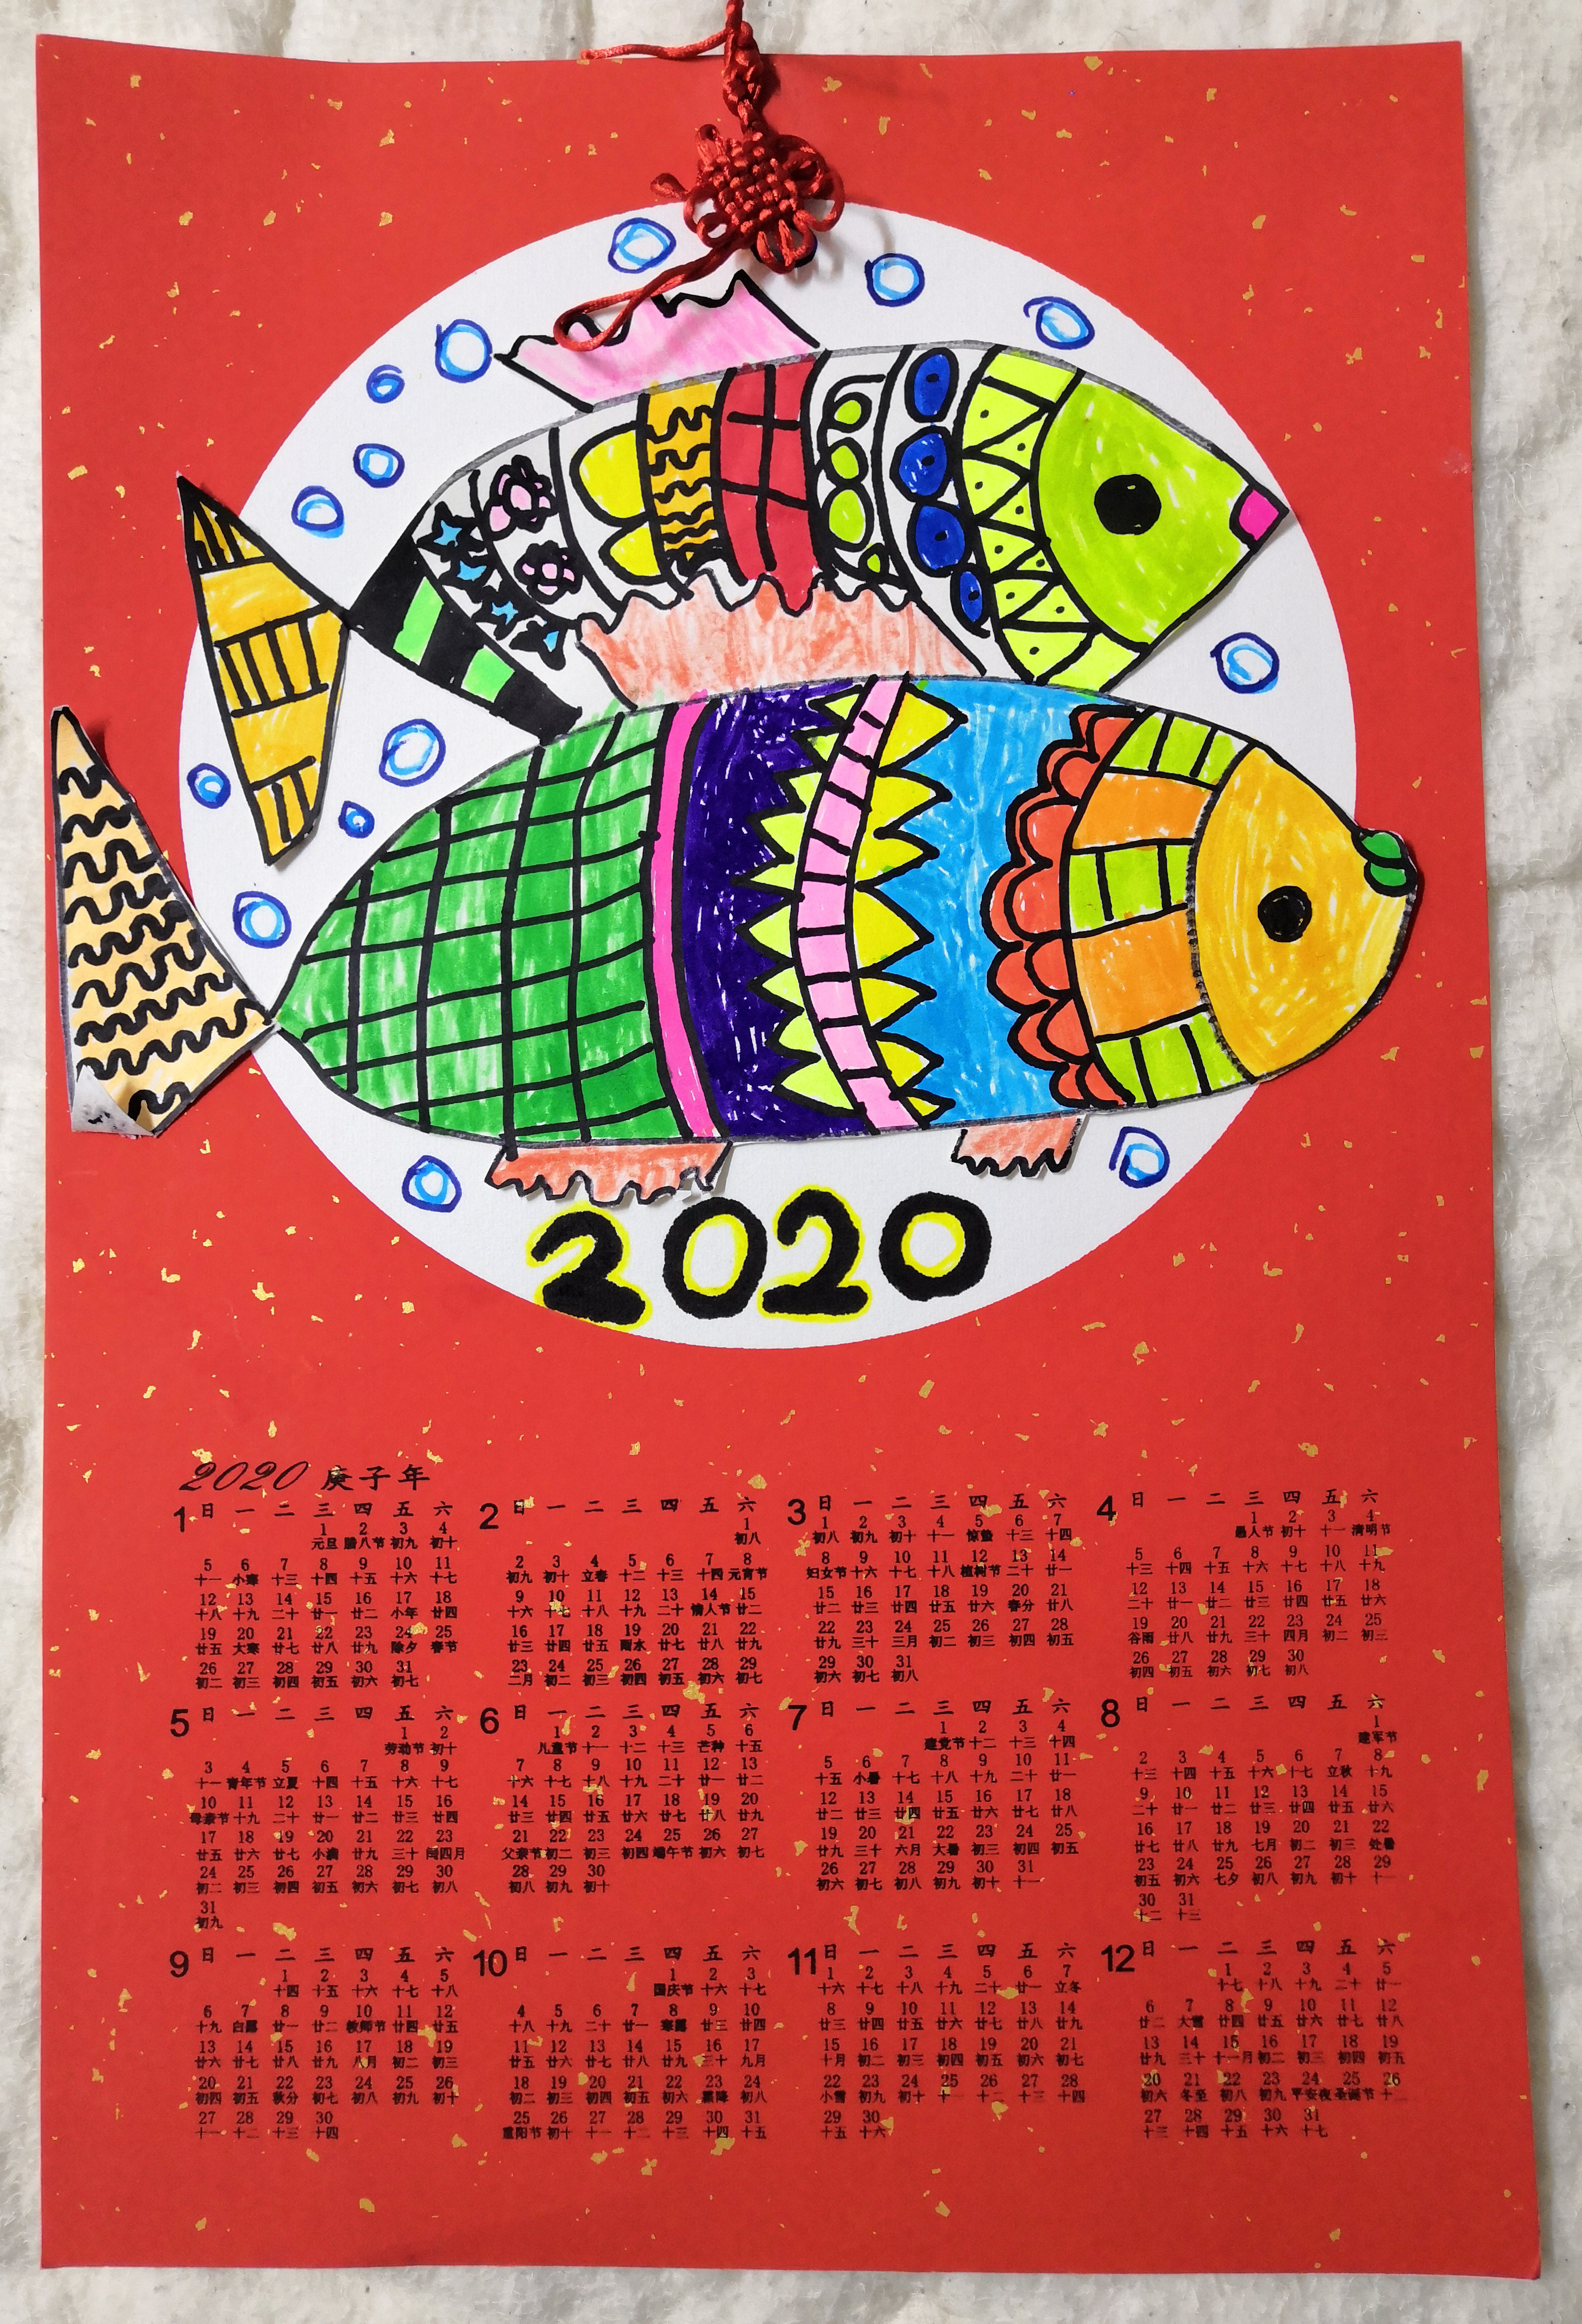 2020
2020 庚子年
1 日 一 二 三 四 五 六
1 2 3 4
元旦 腊八节 初九 初十
5 6 7 8 9 10 11
十一 小寒 十三 十四 十五 十六 十七
12 13 14 15 16 17 18
十八 十九 二十 廿一 廿二 小年 廿四
19 20 21 22 23 24 25
廿五 大寒 廿七 廿八 廿九 除夕 春节
26 27 28 29 30 31
初二 初三 初四 初五 初六 初七
2 日 一 二 三 四 五 六
1
初八
2 3 4 5 6 7 8
初九 初十 立春 十二 十三 十四 元宵节
9 10 11 12 13 14 15
十六 十七 十八 十九 二十 情人节 廿二
16 17 18 19 20 21 22
廿三 廿四 廿五 雨水 廿七 廿八 廿九
23 24 25 26 27 28 29
二月 初二 初三 初四 初五 初六 初七
3 日 一 二 三 四 五 六
1 2 3 4 5 6 7
初八 初九 初十 十一 惊蛰 十三 十四
8 9 10 11 12 13 14
妇女节 十六 十七 十八 植树节 二十 廿一
15 16 17 18 19 20 21
廿二 廿三 廿四 廿五 廿六 春分 廿八
22 23 24 25 26 27 28
廿九 三十 三月 初二 初三 初四 初五
29 30 31
初六 初七 初八
4 日 一 二 三 四 五 六
1 2 3 4
愚人节 初十 十一 清明节
5 6 7 8 9 10 11
十三 十四 十五 十六 十七 十八 十九
12 13 14 15 16 17 18
二十 廿一 廿二 廿三 廿四 廿五 廿六
19 20 21 22 23 24 25
谷雨 廿八 廿九 三十 四月 初二 初三
26 27 28 29 30
初四 初五 初六 初七 初八
5 日 一 二 三 四 五 六
1 2
劳动节 初十
3 4 5 6 7 8 9
十一 青年节 立夏 十四 十五 十六 十七
10 11 12 13 14 15 16
母亲节 十九 二十 廿一 廿二 廿三 廿四
17 18 19 20 21 22 23
廿五 廿六 廿七 小满 廿九 三十 闰四月
24 25 26 27 28 29 30
初二 初三 初四 初五 初六 初七 初八
31
初九
6 日 一 二 三 四 五 六
1 2 3 4 5 6
儿童节 十一 十二 十三 芒种 十五
7 8 9 10 11 12 13
十六 十七 十八 十九 二十 廿一 廿二
14 15 16 17 18 19 20
廿三 廿四 廿五 廿六 廿七 廿八 廿九
21 22 23 24 25 26 27
父亲节 初二 初三 初四 端午节 初六 初七
28 29 30
初八 初九 初十
7 日 一 二 三 四 五 六
1 2 3 4
建党节 十二 十三 十四
5 6 7 8 9 10 11
十五 小暑 十七 十八 十九 二十 廿一
12 13 14 15 16 17 18
廿二 廿三 廿四 廿五 廿六 廿七 廿八
19 20 21 22 23 24 25
廿九 三十 六月 大暑 初三 初四 初五
26 27 28 29 30 31
初六 初七 初八 初九 初十 十一
8 日 一 二 三 四 五 六
1
建军节
2 3 4 5 6 7 8
十三 十四 十五 十六 十七 立秋 十九
9 10 11 12 13 14 15
二十 廿一 廿二 廿三 廿四 廿五 廿六
16 17 18 19 20 21 22
廿七 廿八 廿九 七月 初二 初三 处暑
23 24 25 26 27 28 29
初五 初六 七夕 初八 初九 初十 十一
30 31
十二 十三
9 日 一 二 三 四 五 六
1 2 3 4 5
十四 十五 十六 十七 十八
6 7 8 9 10 11 12
十九 白露 廿一 廿二 教师节 廿四 廿五
13 14 15 16 17 18 19
廿六 廿七 廿八 廿九 八月 初二 初三
20 21 22 23 24 25 26
初四 初五 秋分 初七 初八 初九 初十
27 28 29 30
十一 十二 十三 十四
10 日 一 二 三 四 五 六
1 2 3
国庆节 十六 十七
4 5 6 7 8 9 10
十八 十九 二十 廿一 寒露 廿三 廿四
11 12 13 14 15 16 17
廿五 廿六 廿七 廿八 廿九 三十 九月
18 19 20 21 22 23 24
初二 初三 初四 初五 初六 霜降 初八
25 26 27 28 29 30 31
重阳节 初十 十一 十二 十三 十四 十五
11 日 一 二 三 四 五 六
1 2 3 4 5 6 7
十六 十七 十八 十九 二十 廿一 立冬
8 9 10 11 12 13 14
廿三 廿四 廿五 廿六 廿七 廿八 廿九
15 16 17 18 19 20 21
十月 初二 初三 初四 初五 初六 初七
22 23 24 25 26 27 28
小雪 初九 初十 十一 十二 十三 十四
29 30
十五 十六
12 日 一 二 三 四 五 六
1 2 3 4 5
十七 十八 十九 二十 廿一
6 7 8 9 10 11 12
廿二 大雪 廿四 廿五 廿六 廿七 廿八
13 14 15 16 17 18 19
廿九 三十 十一月 初二 初三 初四 初五
20 21 22 23 24 25 26
初六 冬至 初八 初九 平安夜 圣诞节 十二
27 28 29 30 31
十三 十四 十五 十六 十七